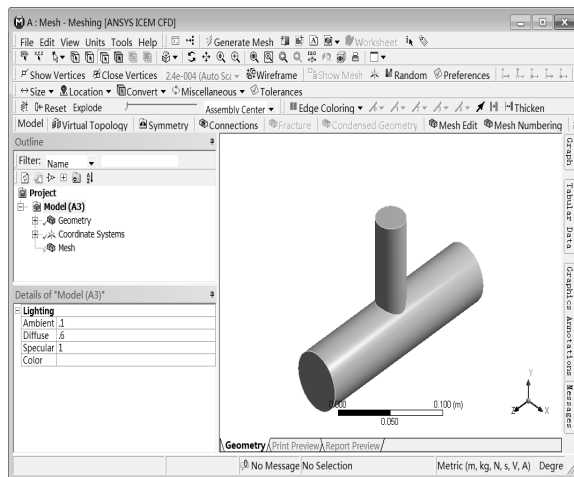 A : Mesh - Meshing [ANSYS ICEM CFD]
File Edit View Units Tools Help Generate Mesh Worksheet
Show Vertices Close Vertices 2.4e-004 (Auto Sca Wireframe Show Mesh Random Preferences
Size Location Convert Miscellaneous Tolerances
Reset Explode Assembly Center Edge Coloring Thicken
Model Virtual Topology Symmetry Connections Fracture Condensed Geometry Mesh Edit Mesh Numbering
Outline
Filter: Name
Project
Model (A3)
Geometry
Coordinate Systems
Mesh
Details of "Model (A3)"
Lighting
Ambient .1
Diffuse .6
Specular 1
Color
0.000 0.100 (m)
0.050
Y
Z X
Geometry Print Preview Report Preview
Graph
Tabular Data
Graphics Annotations
Messages
No Message No Selection Metric (m, kg, N, s, V, A) Degre